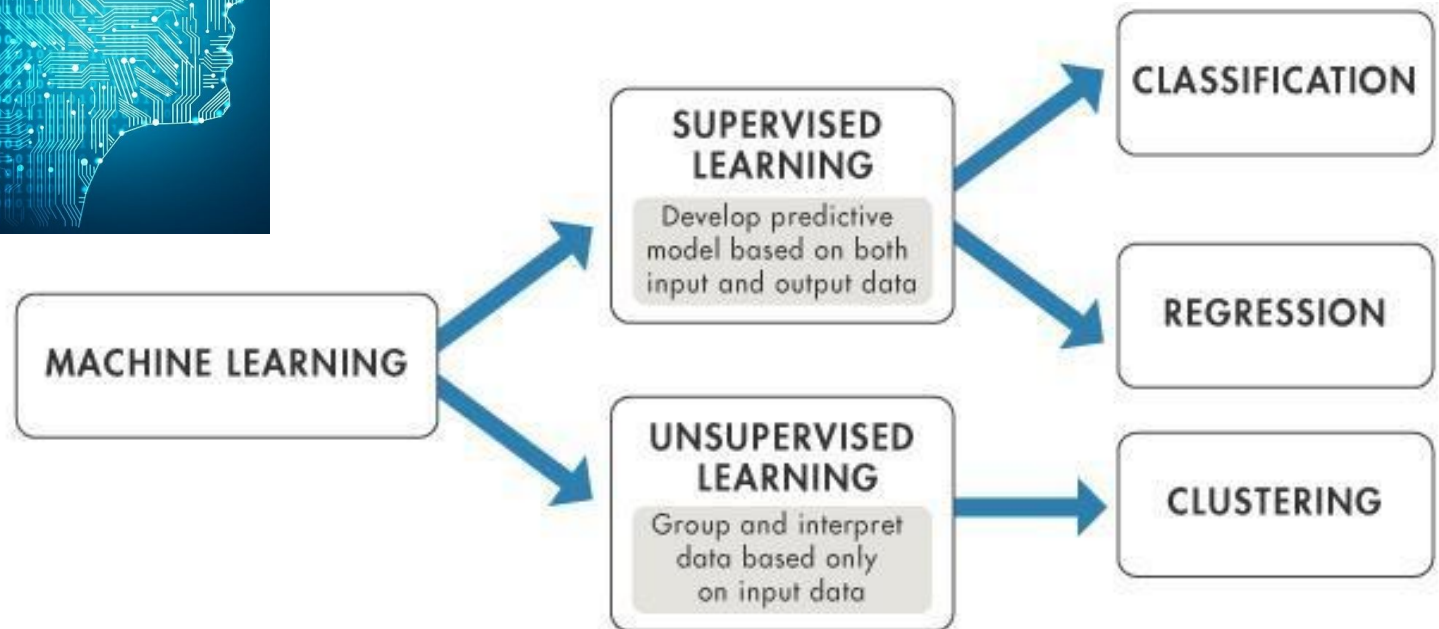 MACHINE LEARNING
SUPERVISED
LEARNING
Develop predictive
model based on both
input and output data
UNSUPERVISED
LEARNING
Group and interpret
data based only
on input data
CLASSIFICATION
REGRESSION
CLUSTERING